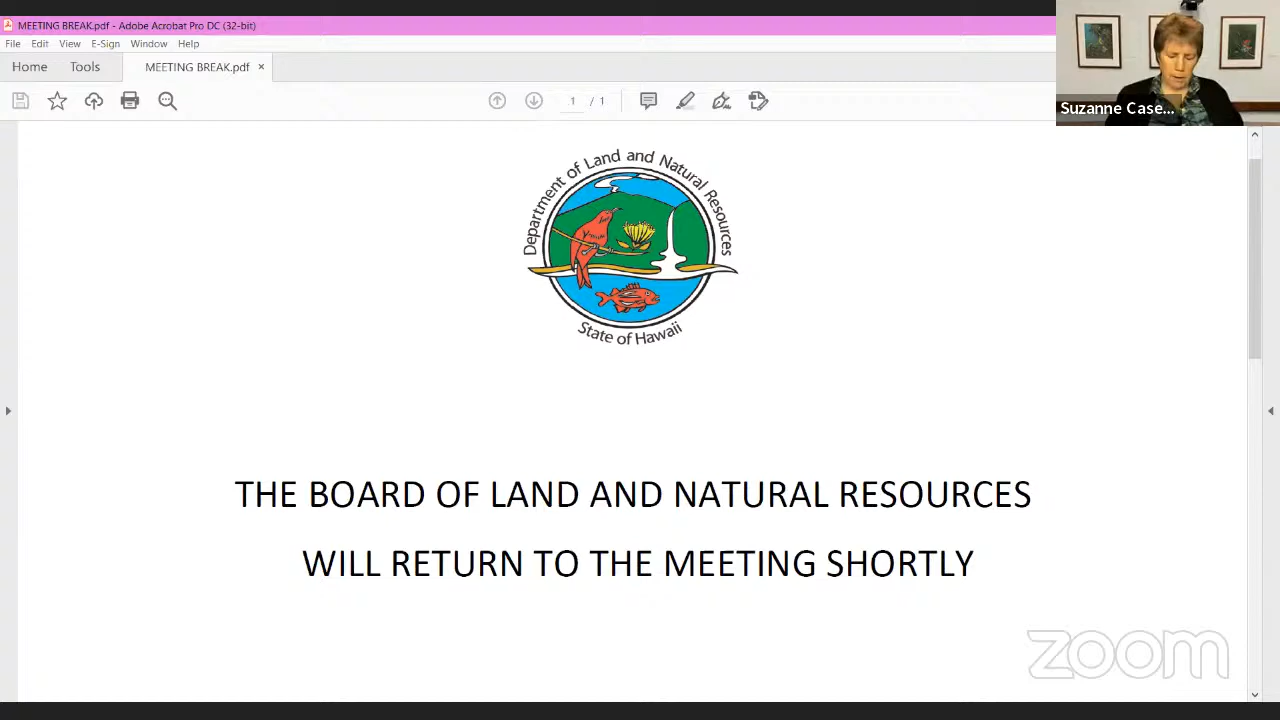 MEETING BREAK.pdf - Adobe Acrobat Pro DC (32-bit)
File Edit View E-Sign Window Help
Home Tools MEETING BREAK.pdf ×
1 / 1
Suzanne Case...
Department of Land and Natural Resources
State of Hawaii
THE BOARD OF LAND AND NATURAL RESOURCES
WILL RETURN TO THE MEETING SHORTLY
zoom